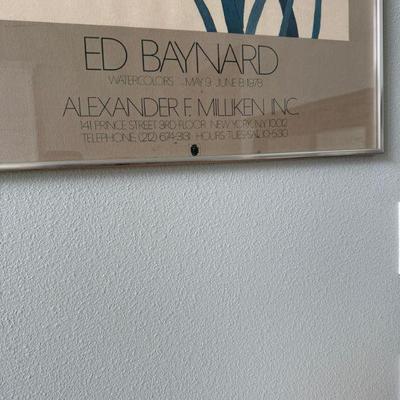 ED BAYNARD
WATERCOLORS MAY 9 JUNE 8 1978
ALEXANDER F. MILLIKEN INC.
141 PRINCE STREET 3RD FLOOR NEW YORK, NY 10012
TELEPHONE: (212) 674-3131 HOURS TUES-SAT, 10-5:30